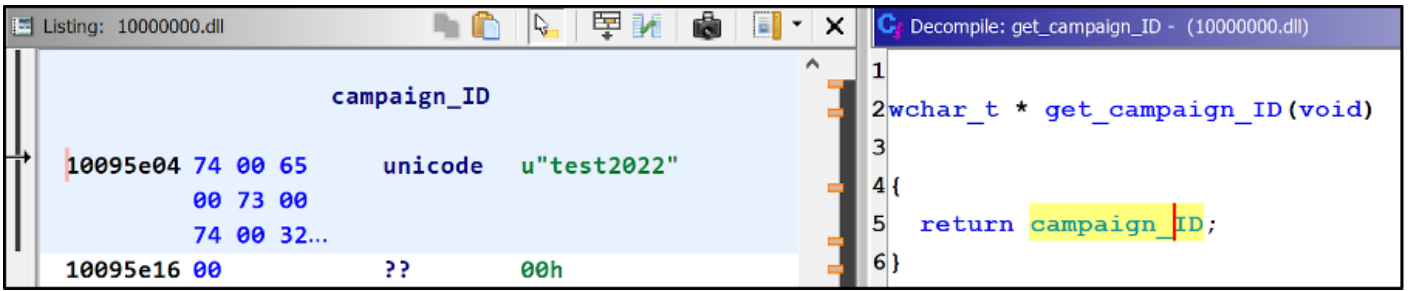 Listing: 10000000.dll
campaign_ID
10095e04 74 00 65 unicode u"test2022"
00 73 00
74 00 32...
10095e16 00 ?? 00h
Decompile: get_campaign_ID - (10000000.dll)
1
2 wchar_t * get_campaign_ID(void)
3
4 {
5 return campaign_ID;
6 }